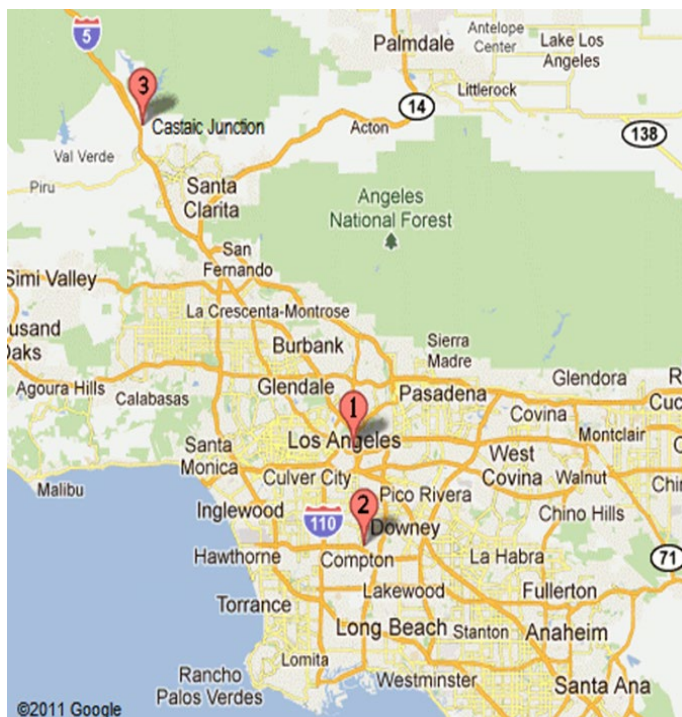 5
Palmdale
Antelope
Center
Lake Los
Angeles
Littlerock
3
14
Castaic Junction
Acton
138
Val Verde
Piru
Santa
Clarita
Angeles
National Forest
San
Fernando
Simi Valley
La Crescenta-Montrose
ousand
Oaks
Burbank
Sierra
Madre
Glendora
R
Agoura Hills
Glendale
Pasadena
Calabasas
1
Covina
Cuc
Los Angeles
Montclair
C
Santa
Monica
West
Covina
Culver City
Walnut
Chin
Malibu
Pico Rivera
2
Inglewood
110
Downey
Chino Hills
Hawthorne
Compton
La Habra
71
Lakewood
Fullerton
Torrance
Long Beach
Stanton
Anaheim
Lomita
Rancho
Palos Verdes
Westminster
Santa Ana
©2011 Google